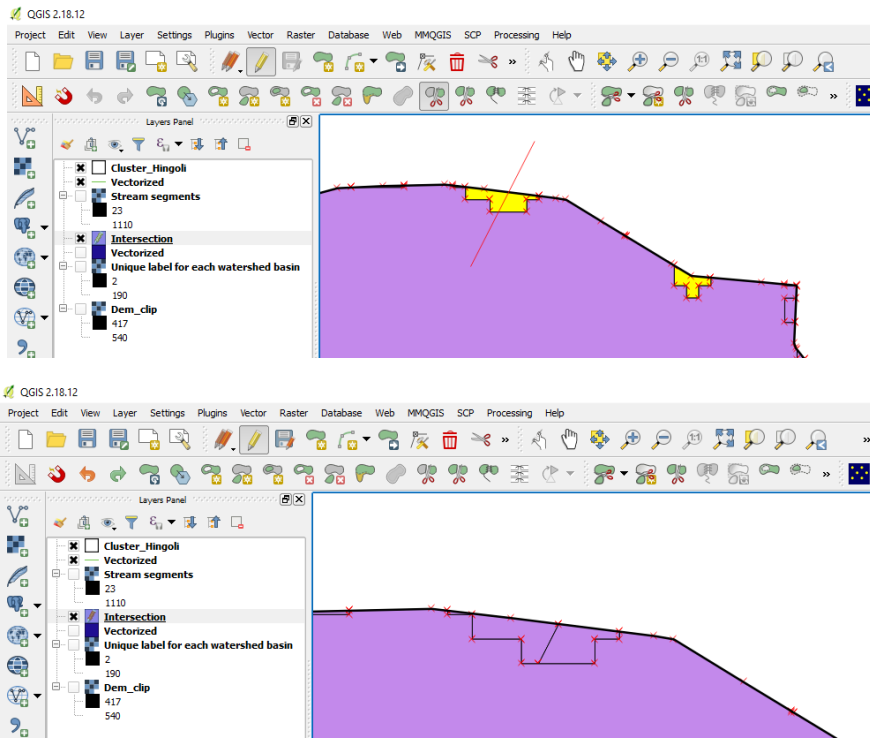 QGIS 2.18.12
Project Edit View Layer Settings Plugins Vector Raster Database Web MMQGIS SCP Processing Help
Layers Panel
Cluster_Hingoli
Vectorized
Stream segments
23
1110
Intersection
Vectorized
Unique label for each watershed basin
2
190
Dem_clip
417
540
QGIS 2.18.12
Project Edit View Layer Settings Plugins Vector Raster Database Web MMQGIS SCP Processing Help
Layers Panel
Cluster_Hingoli
Vectorized
Stream segments
23
1110
Intersection
Vectorized
Unique label for each watershed basin
2
190
Dem_clip
417
540